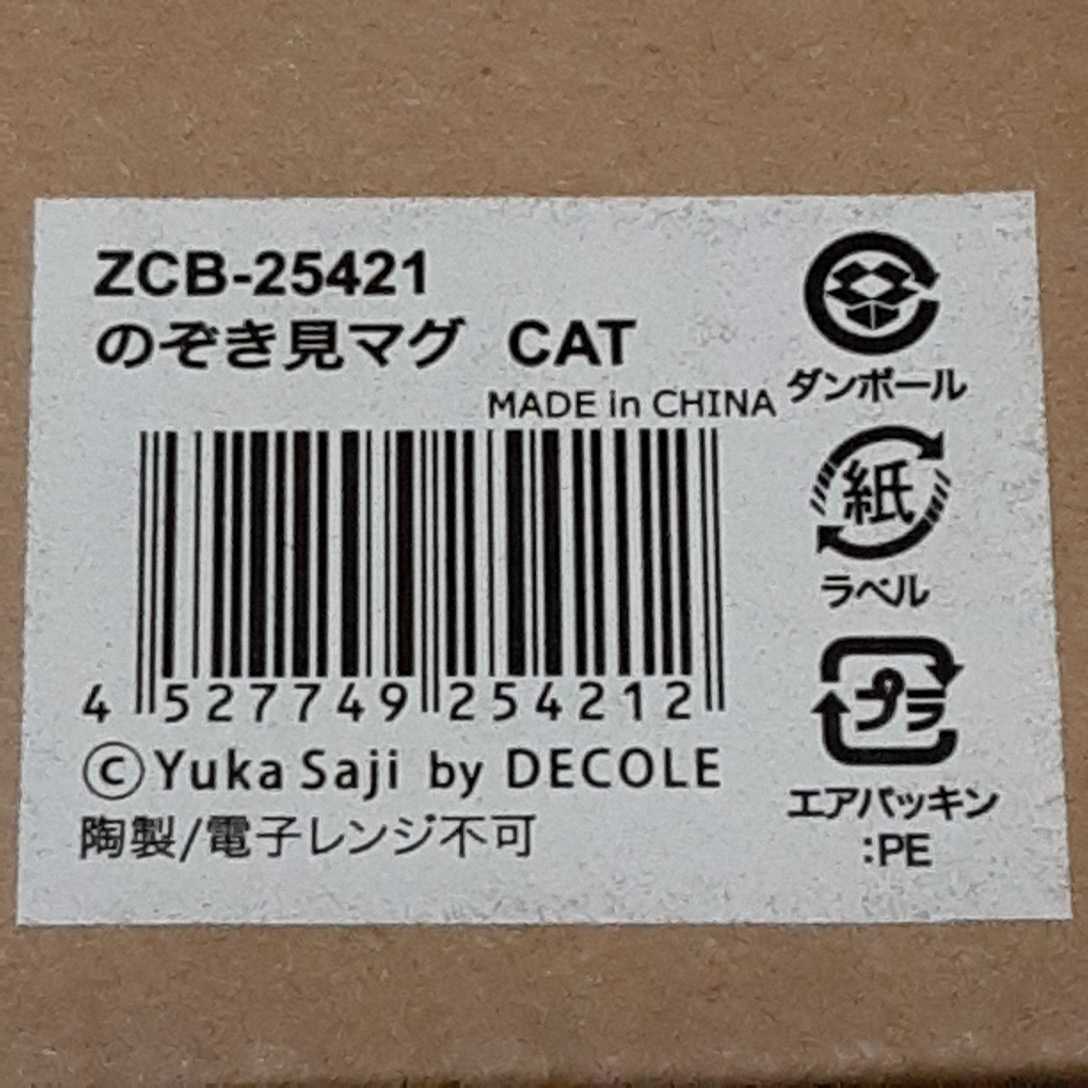 ZCB-25421
のぞき見マグ CAT
MADE in CHINA
4 527749 254212
©Yuka Saji by DECOLE
陶製/電子レンジ不可
ダンボール
紙
ラベル
プラ
エアパッキン
:PE